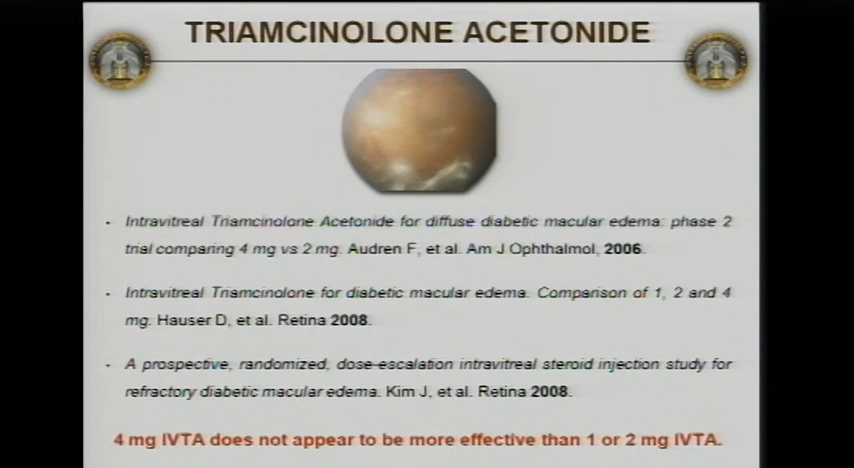 TRIAMCINOLONE ACETONIDE
• Intravitreal Triamcinolone Acetonide for diffuse diabetic macular edema: phase 2
trial comparing 4 mg vs 2 mg. Audren F, et al. Am J Ophthalmol, 2006.
• Intravitreal Triamcinolone for diabetic macular edema. Comparison of 1, 2 and 4
mg. Hauser D, et al. Retina 2008.
• A prospective, randomized, dose-escalation intravitreal steroid injection study for
refractory diabetic macular edema. Kim J, et al. Retina 2008.
4 mg IVTA does not appear to be more effective than 1 or 2 mg IVTA.